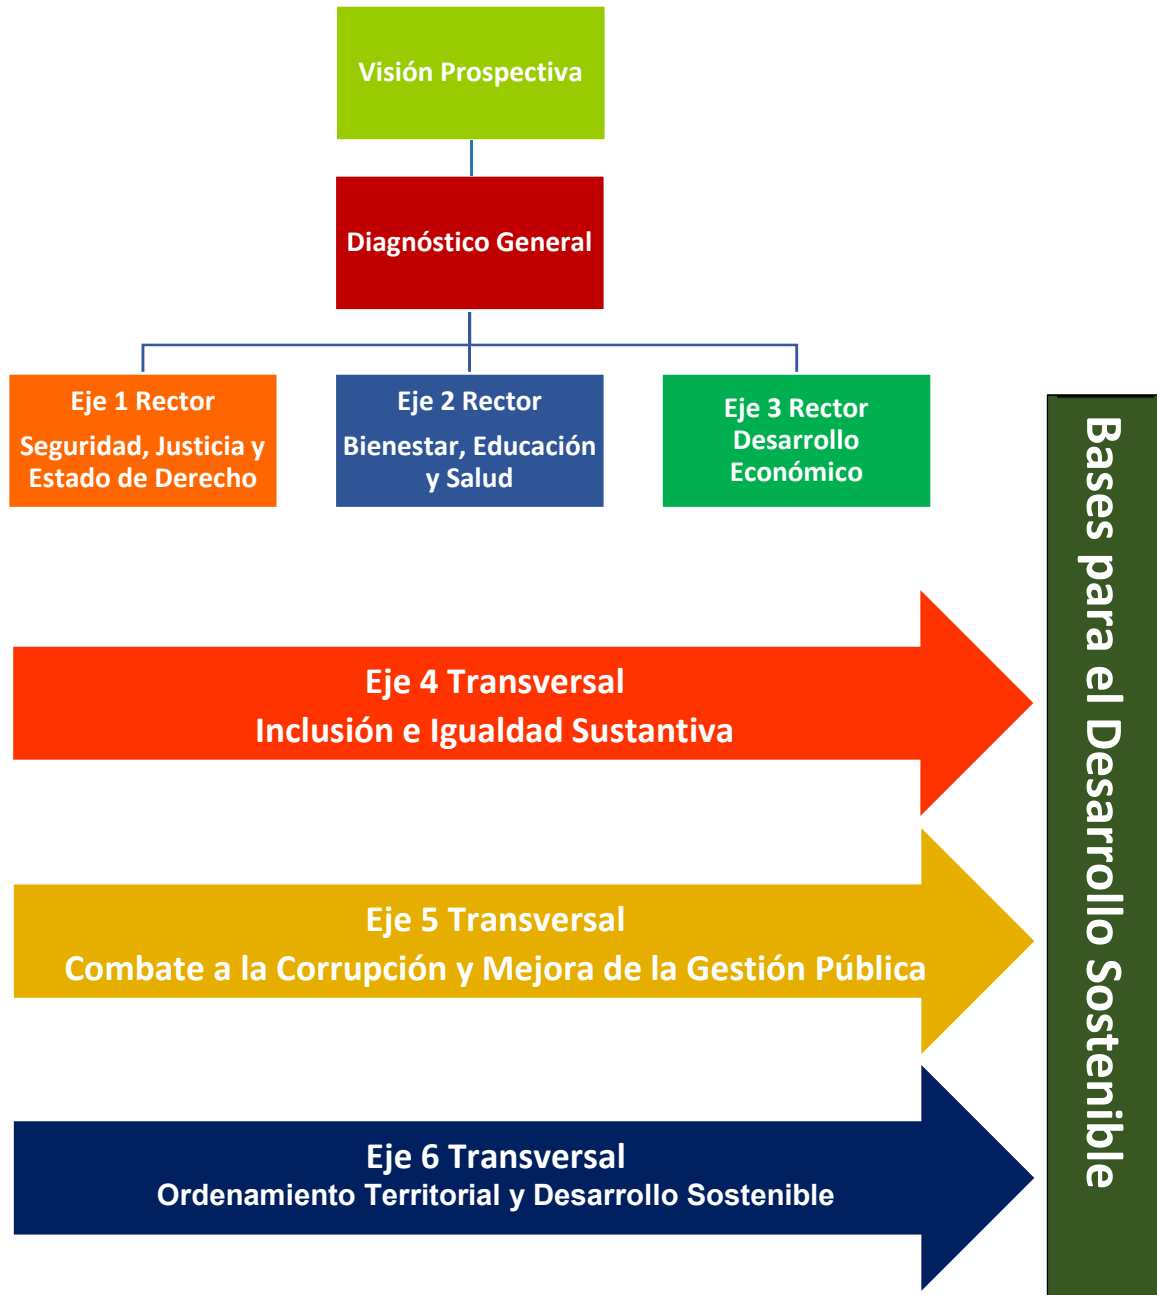 Visión Prospectiva
Diagnóstico General
Eje 1 Rector
Seguridad, Justicia y
Estado de Derecho
Eje 2 Rector
Bienestar, Educación
y Salud
Eje 3 Rector
Desarrollo
Económico
Bases para el Desarrollo Sostenible
Eje 4 Transversal
Inclusión e Igualdad Sustantiva
Eje 5 Transversal
Combate a la Corrupción y Mejora de la Gestión Pública
Eje 6 Transversal
Ordenamiento Territorial y Desarrollo Sostenible